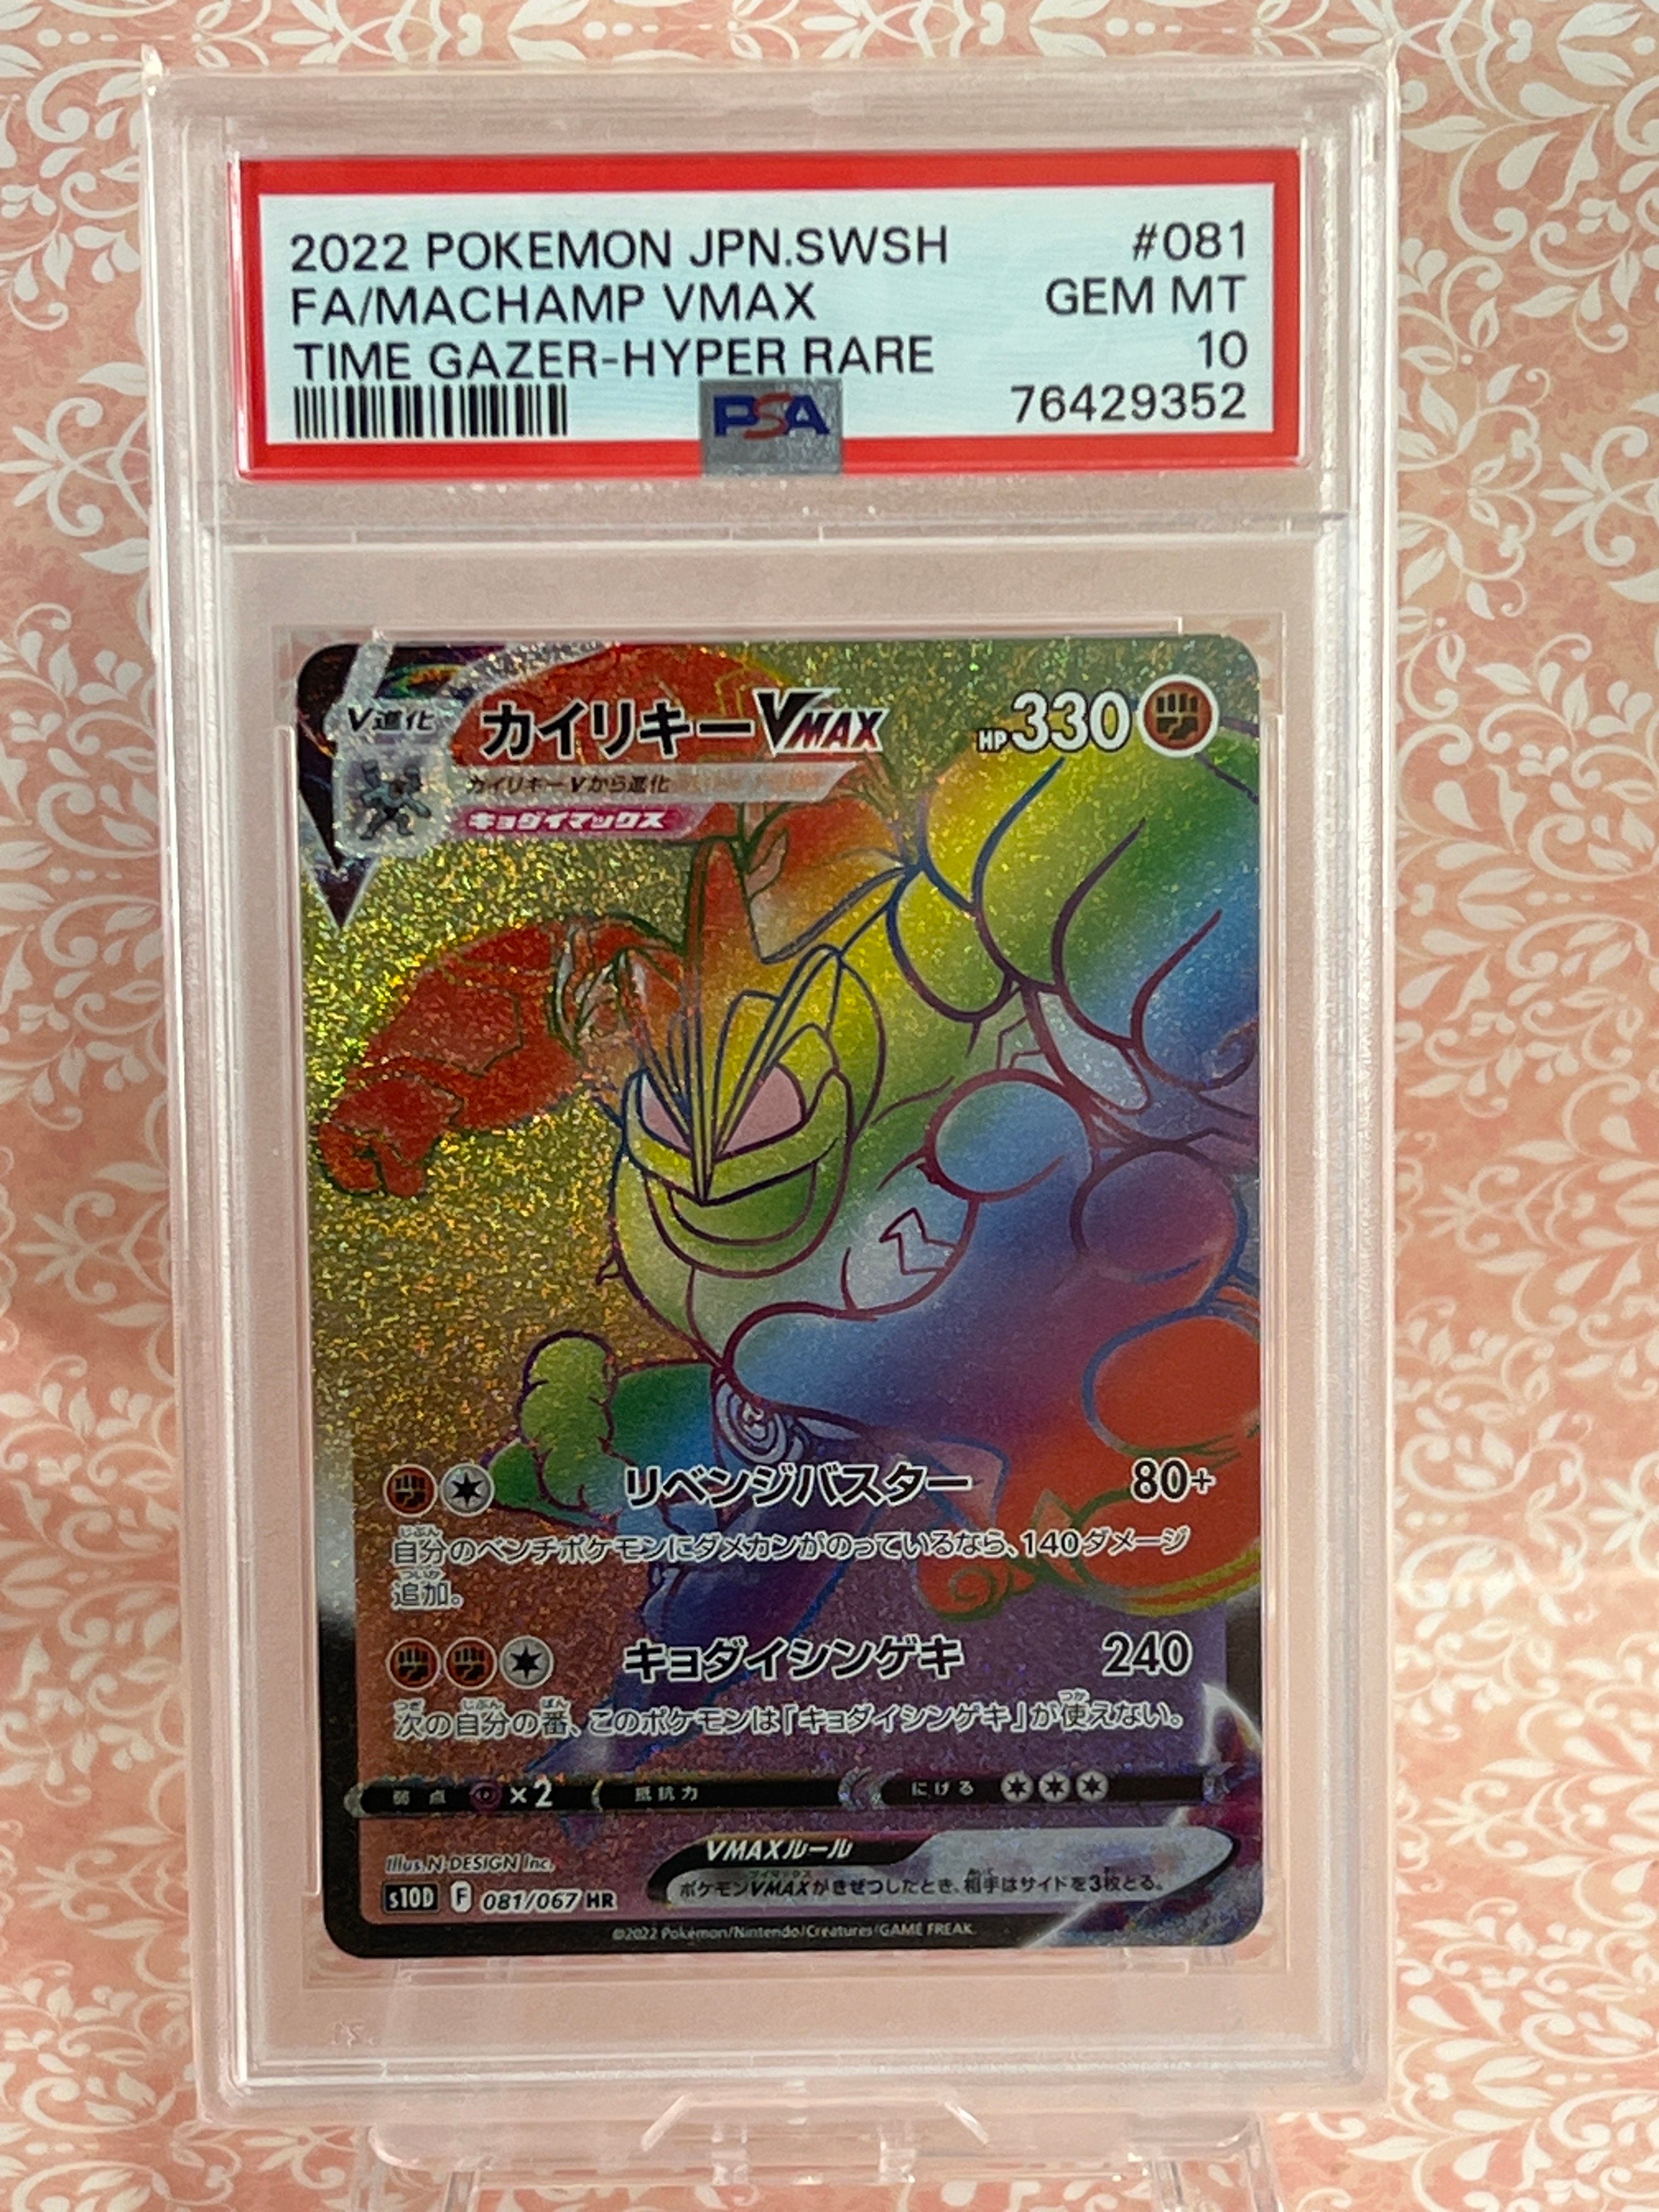 2022 POKEMON JPN.SWSH #081
FA/MACHAMP VMAX GEM MT
TIME GAZER-HYPER RARE 10
PSA 76429352
V進化 カイリキーVMAX HP330
カイリキーVから進化
キョダイマックス
リベンジバスター 80+
自分のベンチポケモンにダメカンがのっているなら、140ダメージ
追加。
キョダイシンゲキ 240
次の自分の番、このポケモンは「キョダイシンゲキ」が使えない。
弱点 ×2 抵抗力 にげる
VMAXルール
Illus.N-DESIGN Inc.
ポケモンVMAXがきぜつしたとき、相手はサイドを3枚とる。
s10D F 081/067 HR
©2022 Pokémon/Nintendo/Creatures/GAME FREAK.